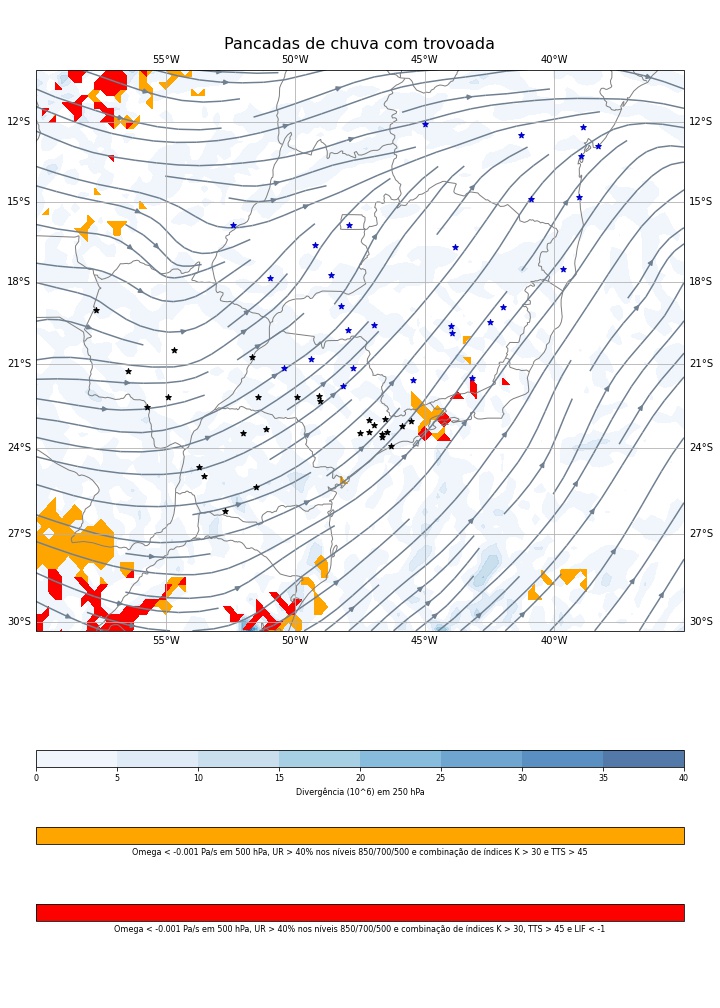 Pancadas de chuva com trovoada
55°W 50°W 45°W 40°W
12°S 12°S
15°S 15°S
18°S 18°S
21°S 21°S
24°S 24°S
27°S 27°S
30°S 30°S
55°W 50°W 45°W 40°W
0 5 10 15 20 25 30 35 40
Divergência (10^6) em 250 hPa
Omega < -0.001 Pa/s em 500 hPa, UR > 40% nos níveis 850/700/500 e combinação de índices K > 30 e TTS > 45
Omega < -0.001 Pa/s em 500 hPa, UR > 40% nos níveis 850/700/500 e combinação de índices K > 30, TTS > 45 e LIF < -1